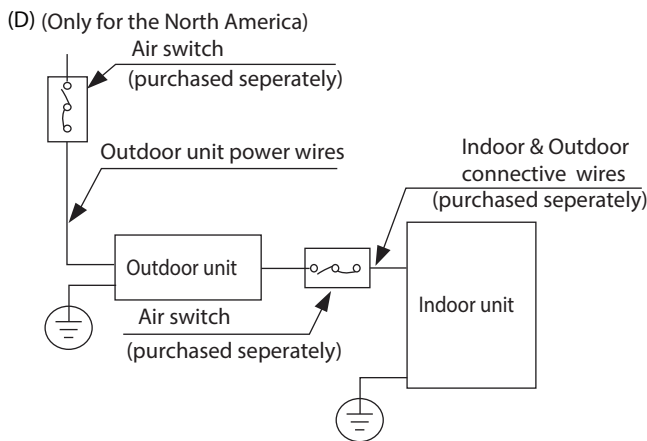 (D) (Only for the North America)
Air switch
(purchased seperately)
Outdoor unit power wires
Indoor & Outdoor
connective wires
(purchased seperately)
Outdoor unit
Air switch
(purchased seperately)
Indoor unit